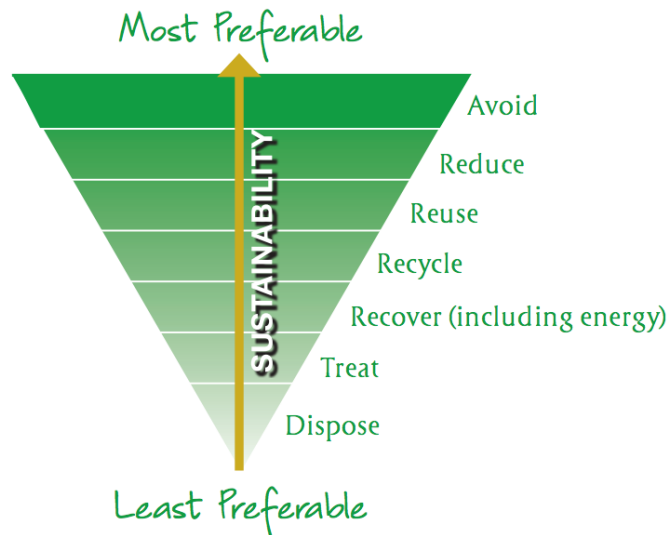 Most Preferable
Avoid
Reduce
Reuse
Recycle
Recover (including energy)
Treat
Dispose
SUSTAINABILITY
Least Preferable